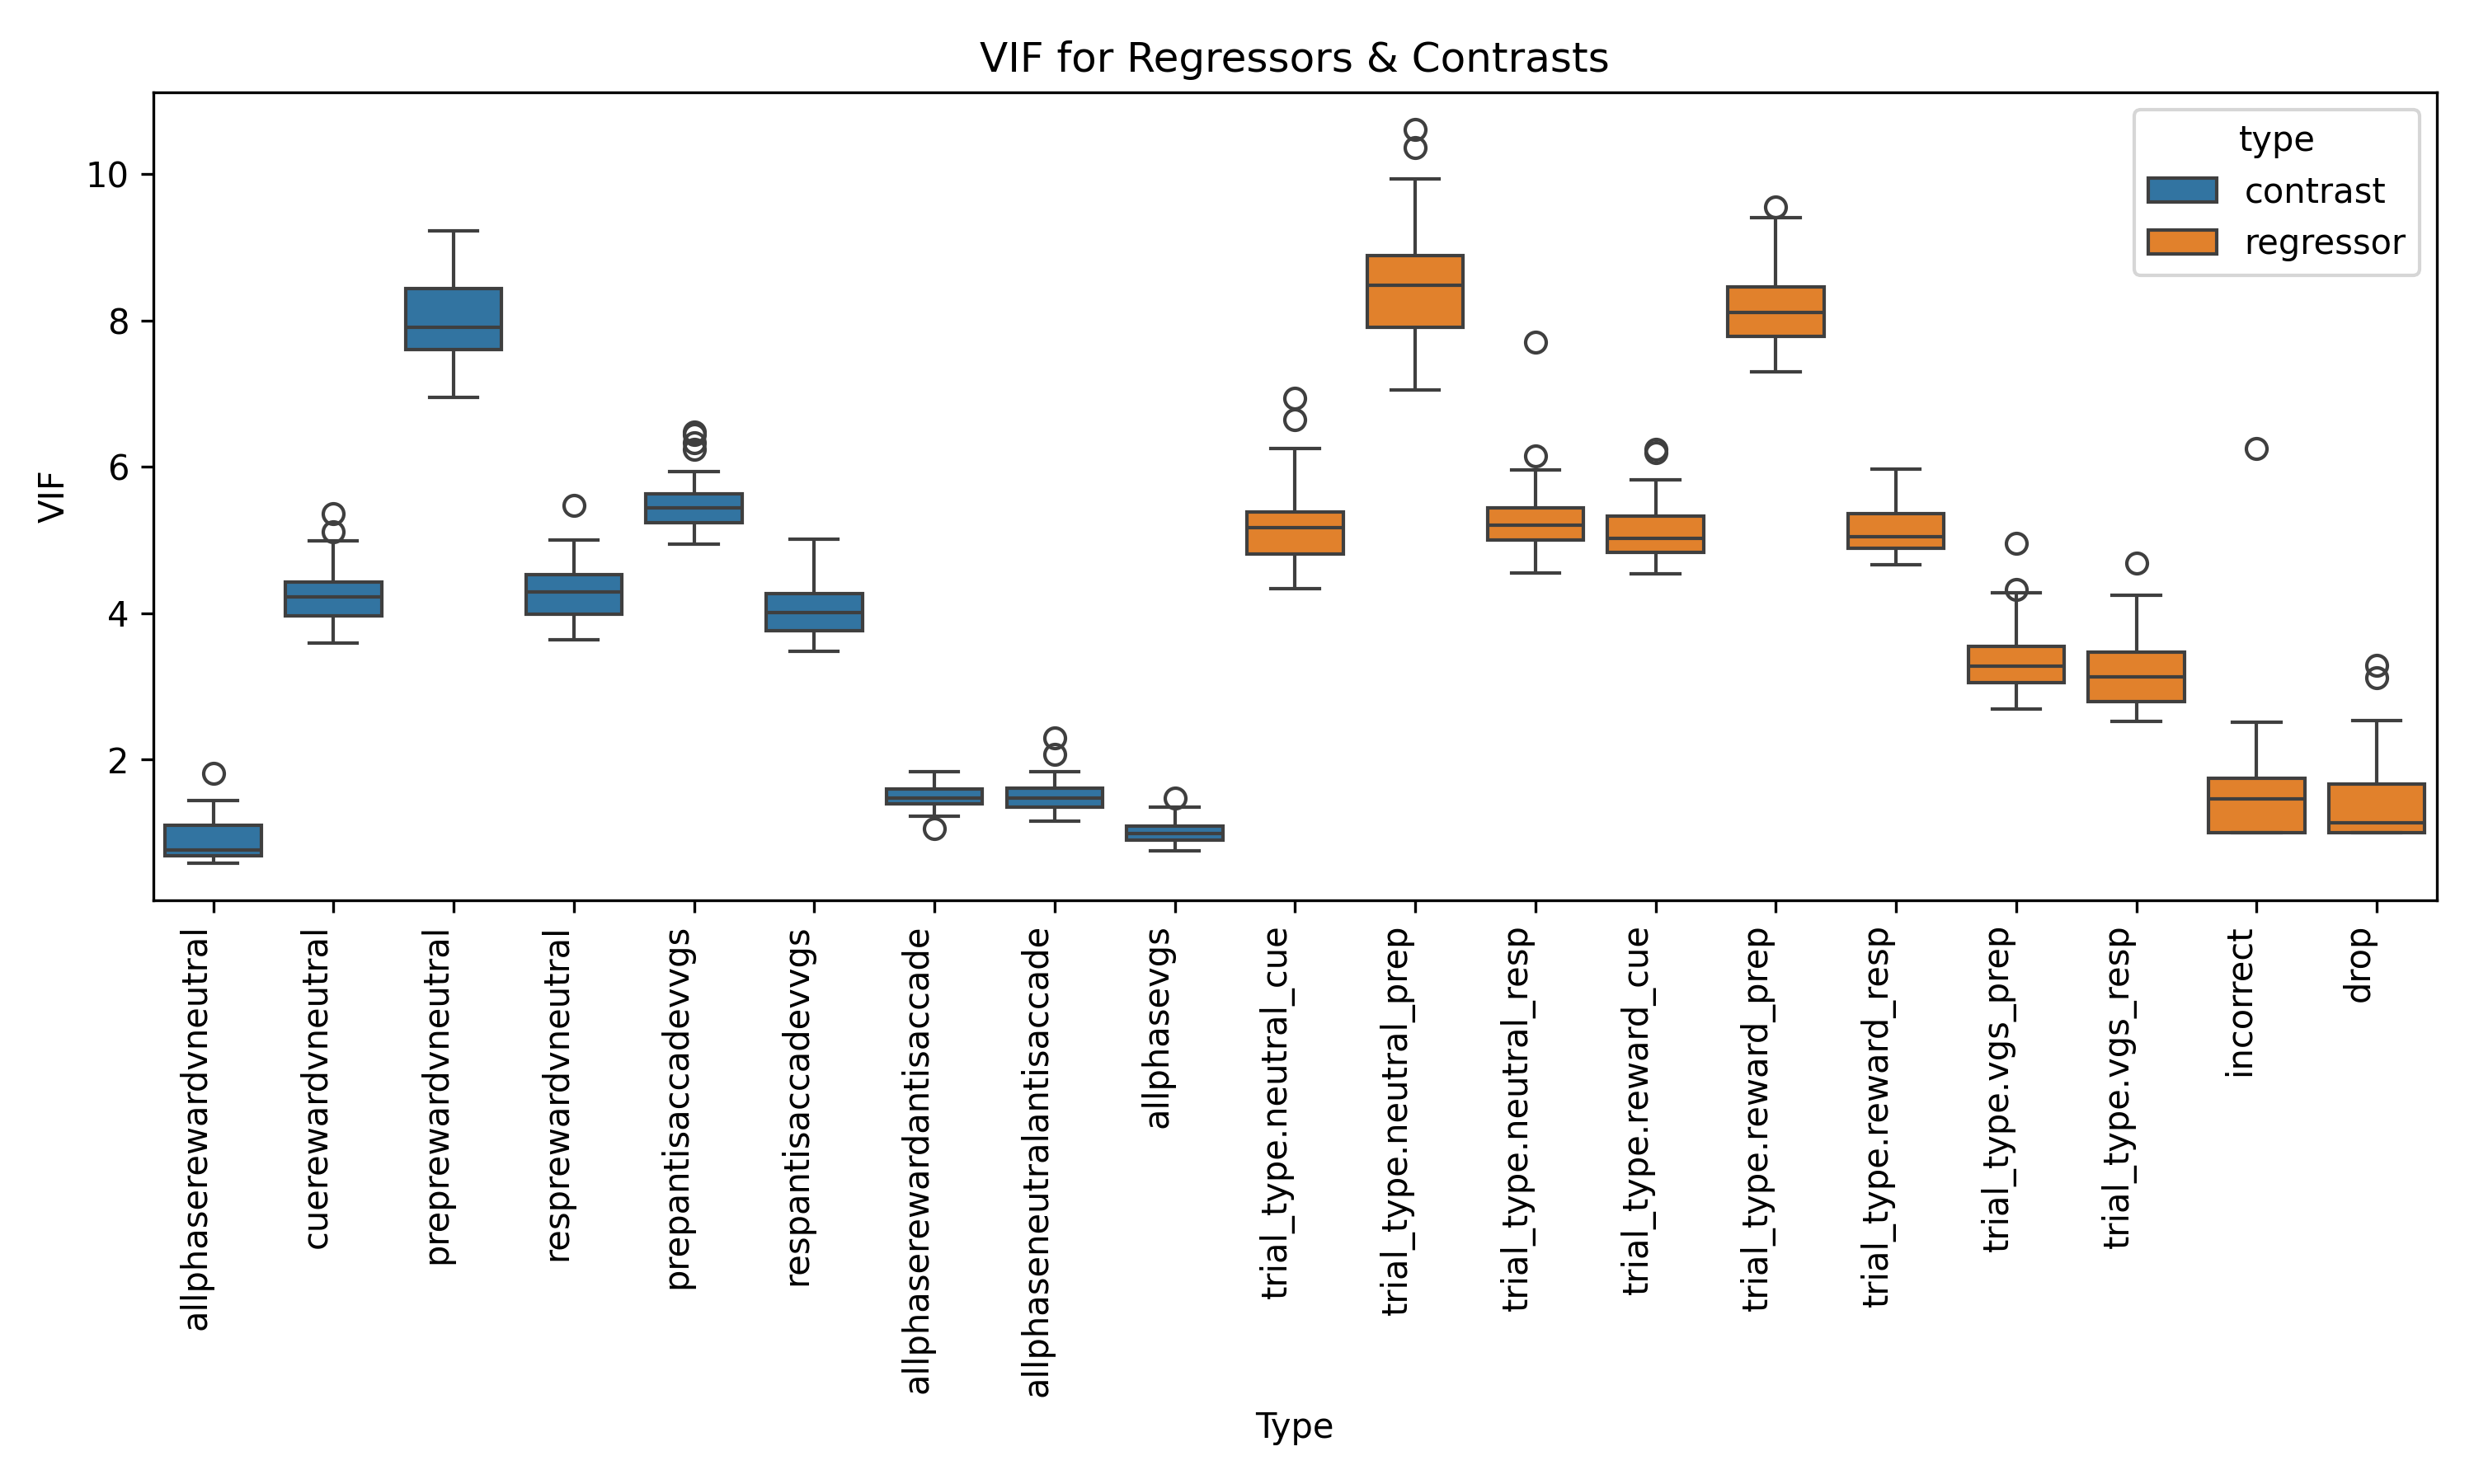 VIF for Regressors & Contrasts
type
contrast
regressor
VIF
10
8
6
4
2
allphaserewardvneutral
cuerewardvneutral
preprewardvneutral
resprewardvneutral
prepantisaccadevvgs
respantisaccadevvgs
allphaserewardantisaccade
allphaseneutralantisaccade
allphasevgs
trial_type.neutral_cue
trial_type.neutral_prep
trial_type.neutral_resp
trial_type.reward_cue
trial_type.reward_prep
trial_type.reward_resp
trial_type.vgs_prep
trial_type.vgs_resp
incorrect
drop
Type